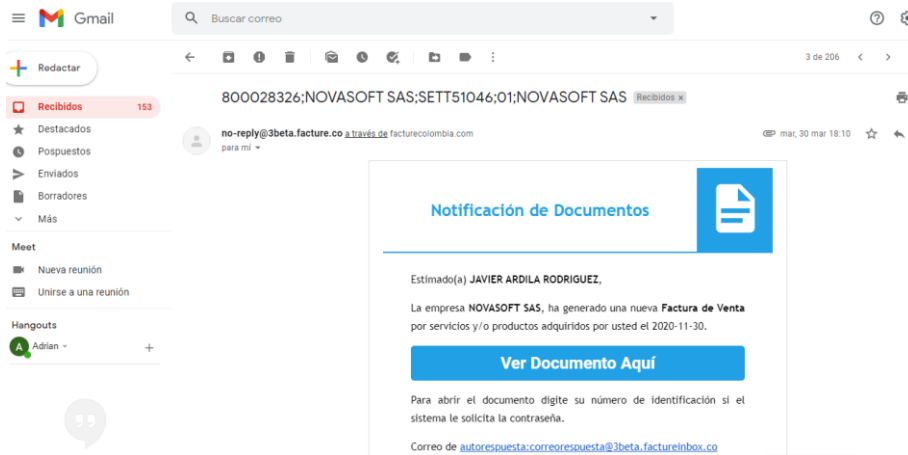 Gmail
Buscar correo
Redactar
3 de 206
Recibidos 153
Destacados
Pospuestos
Enviados
Borradores
Más
Meet
Nueva reunión
Unirse a una reunión
Hangouts
A Adrian
800028326;NOVASOFT SAS;SETT51046;01;NOVASOFT SAS Recibidos x
no-reply@3beta.facture.co a través de facturecolombia.com
mar, 30 mar 18:10
para mí
Notificación de Documentos
Estimado(a) JAVIER ARDILA RODRIGUEZ,
La empresa NOVASOFT SAS, ha generado una nueva Factura de Venta
por servicios y/o productos adquiridos por usted el 2020-11-30.
Ver Documento Aquí
Para abrir el documento digite su número de identificación si el
sistema le solicita la contraseña.
Correo de autorespuesta:correorespuesta@3beta.factureinbox.co